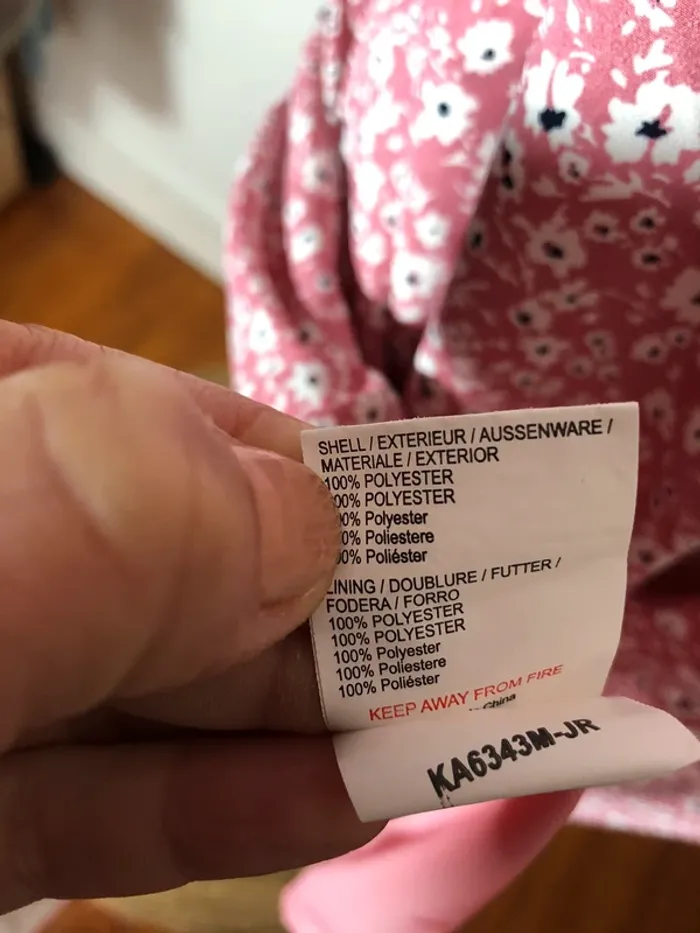 SHELL / EXTERIEUR / AUSSENWARE /
MATERIALE / EXTERIOR
100% POLYESTER
00% POLYESTER
0% Polyester
0% Poliestere
0% Poliéster
LINING / DOUBLURE / FUTTER /
FODERA / FORRO
100% POLYESTER
100% POLYESTER
100% Polyester
100% Poliestere
100% Poliéster
KEEP AWAY FROM FIRE
China
KA6343M-JR